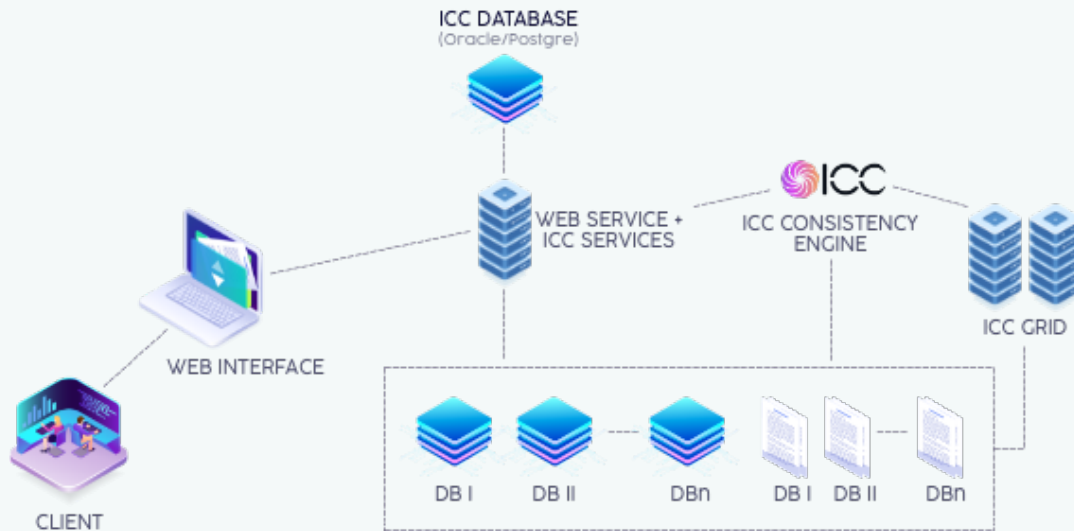 ICC DATABASE
(Oracle/Postgre)
WEB SERVICE +
ICC SERVICES
ICC
ICC CONSISTENCY
ENGINE
ICC GRID
WEB INTERFACE
CLIENT
DB I
DB II
DBn
DB I
DB II
DBn